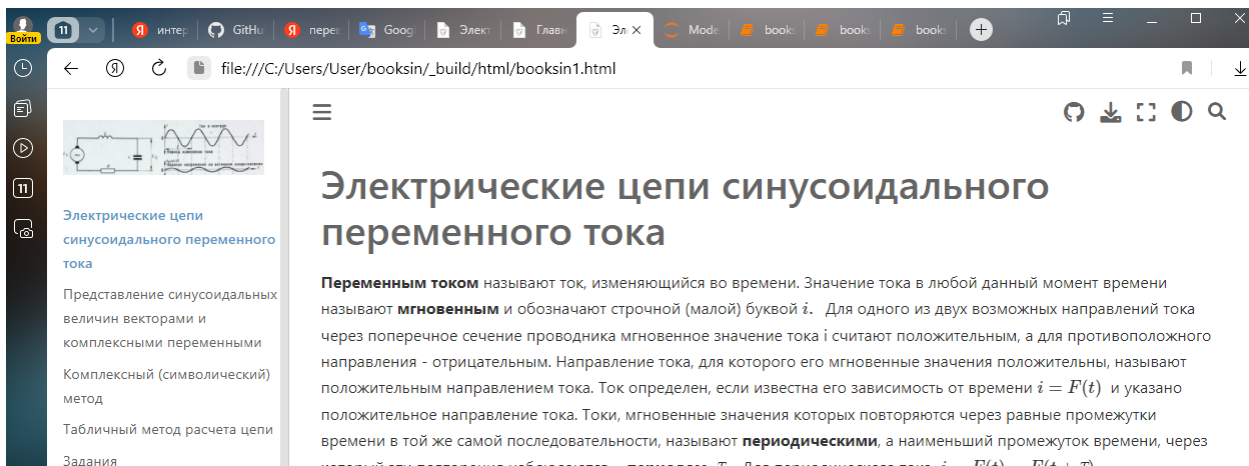 Войти
11
интер
GitHu
перев
Goog
Элект
Главн
Эл
Mode
books
books
books
file:///C:/Users/User/booksin/_build/html/booksin1.html
11
Электрические цепи
синусоидального переменного
тока
Представление синусоидальных
величин векторами и
комплексными переменными
Комплексный (символический)
метод
Табличный метод расчета цепи
Задания
Электрические цепи синусоидального
переменного тока
Переменным током называют ток, изменяющийся во времени. Значение тока в любой данный момент времени
называют мгновенным и обозначают строчной (малой) буквой i. Для одного из двух возможных направлений тока
через поперечное сечение проводника мгновенное значение тока i считают положительным, а для противоположного
направления - отрицательным. Направление тока, для которого его мгновенные значения положительны, называют
положительным направлением тока. Ток определен, если известна его зависимость от времени i = F(t) и указано
положительное направление тока. Токи, мгновенные значения которых повторяются через равные промежутки
времени в той же самой последовательности, называют периодическими, а наименьший промежуток времени, через